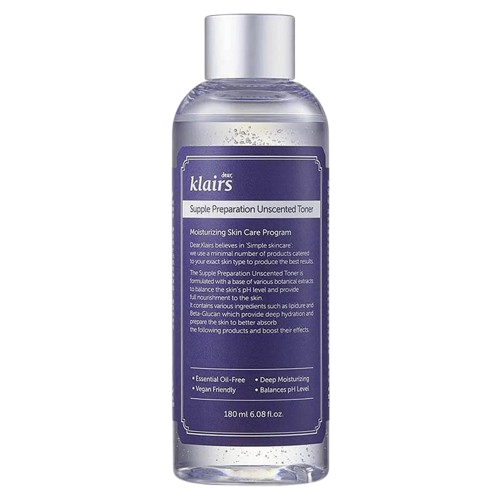 dear,
klairs
Supple Preparation Unscented Toner
Moisturizing Skin Care Program
Dear,Klairs believes in 'Simple skincare'
we use a minimal number of products catered
to your exact skin type to produce the best results.
The Supple Preparation Unscented Toner is
formulated with a base of various botanical extracts
to balance the skin's pH level and provide
full nourishment to the skin.
It contains various ingredients such as lipidure and
Beta-Glucan which provide deep hydration and
prepare the skin to better absorb
the following products and boost their effects.
• Essential Oil-Free • Deep Moisturizing
• Vegan Friendly • Balances pH Level
180 ml 6.08 fl.oz.